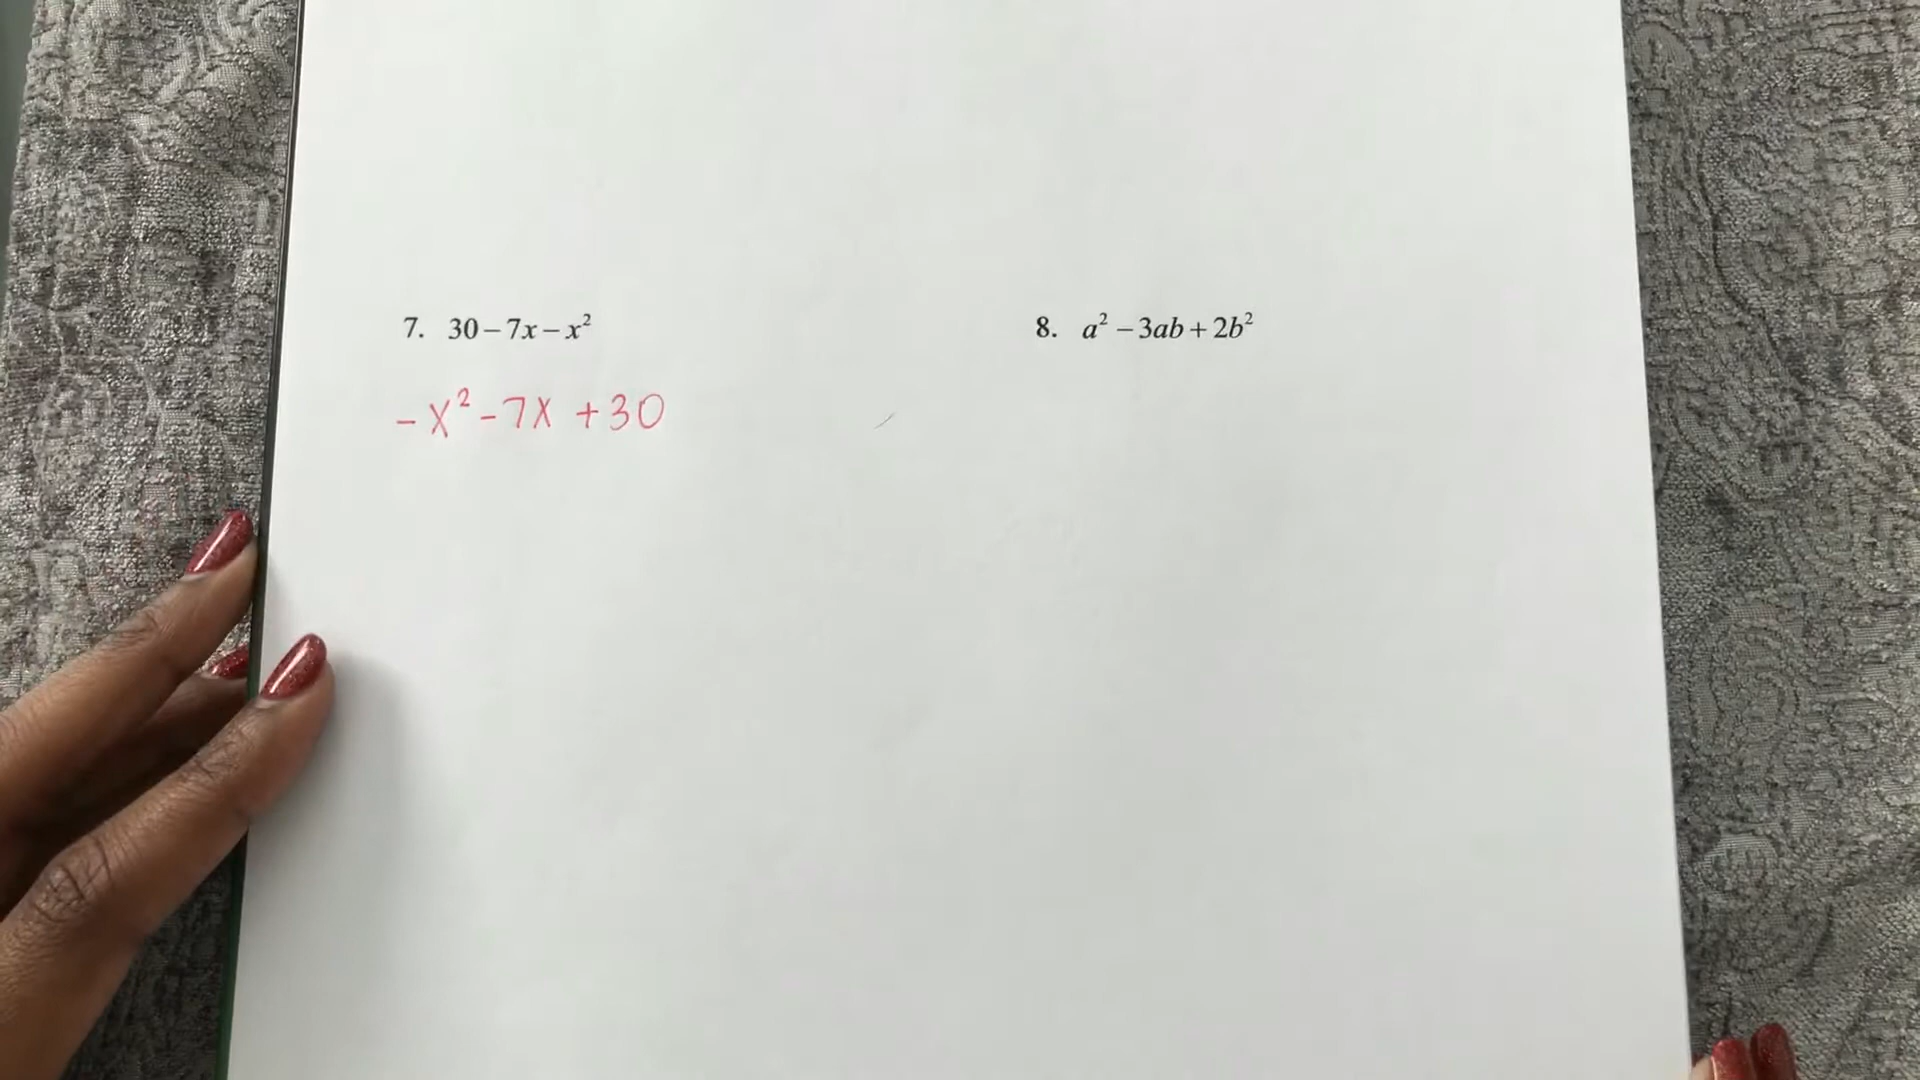 7. 30 – 7x – x²
8. a² – 3ab + 2b²
-x² - 7x + 30